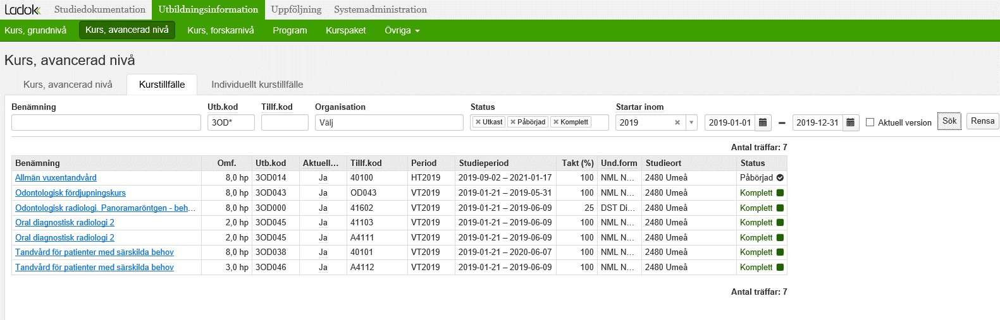 Ladok Studiedokumentation Utbildningsinformation Uppföljning Systemadministration
Kurs, grundnivå Kurs, avancerad nivå Kurs, forskarnivå Program Kurspaket Övriga
Kurs, avancerad nivå
Kurs, avancerad nivå Kurstillfälle Individuellt kurstillfälle
Benämning Utb.kod Tillf.kod Organisation Status Startar inom
3OD* Välj Utkast Påbörjad Komplett 2019 2019-01-01 – 2019-12-31 Aktuell version Sök Rensa
Antal träffar: 7
Benämning Omf. Utb.kod Aktuell... Tillf.kod Period Studieperiod Takt (%) Und.form Studieort Status
Allmän vuxentandvård 8,0 hp 3OD014 Ja 40100 HT2019 2019-09-02 – 2021-01-17 100 NML N... 2480 Umeå Påbörjad
Odontologisk fördjupningskurs 8,0 hp 3OD043 Ja OD043 VT2019 2019-01-21 – 2019-05-31 100 NML N... 2480 Umeå Komplett
Odontologisk radiologi. Panoramaröntgen - beh... 8,0 hp 3OD000 Ja 41602 VT2019 2019-01-21 – 2019-06-09 25 DST Di... 2480 Umeå Komplett
Oral diagnostisk radiologi 2 2,0 hp 3OD045 Ja 41103 VT2019 2019-01-21 – 2019-06-09 100 NML N... 2480 Umeå Komplett
Oral diagnostisk radiologi 2 2,0 hp 3OD045 Ja A4111 VT2019 2019-01-21 – 2019-06-09 100 NML N... 2480 Umeå Komplett
Tandvård för patienter med särskilda behov 8,0 hp 3OD038 Ja 40101 VT2019 2019-01-21 – 2020-06-07 100 NML N... 2480 Umeå Komplett
Tandvård för patienter med särskilda behov 3,0 hp 3OD046 Ja A4112 VT2019 2019-01-21 – 2019-06-09 100 NML N... 2480 Umeå Komplett
Antal träffar: 7